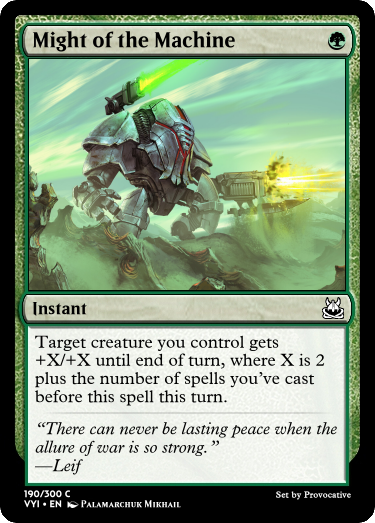 Might of the Machine
Instant
Target creature you control gets
+X/+X until end of turn, where X is 2
plus the number of spells you've cast
before this spell this turn.
“There can never be lasting peace when the
allure of war is so strong.”
—Leif
190/300 C
VYI • EN Palamarchuk Mikhail
Set by Provocative